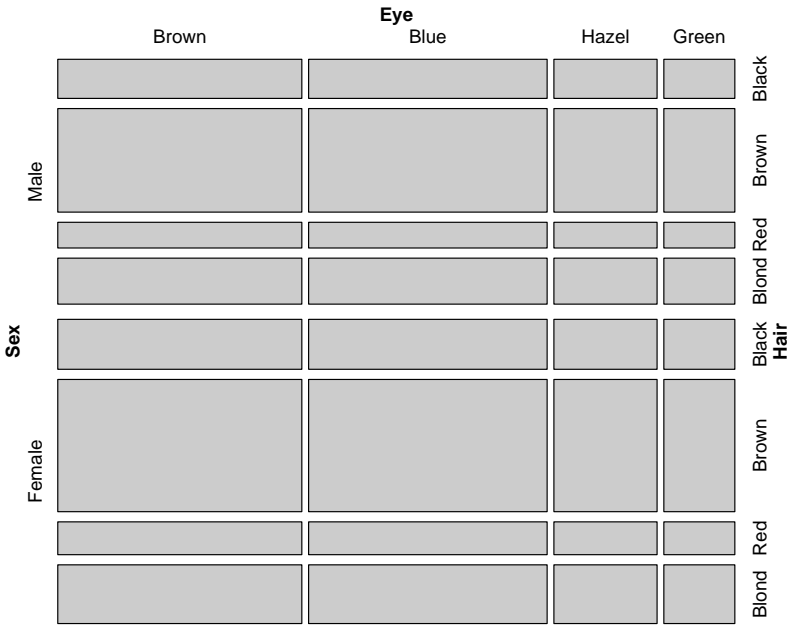 Eye
Brown Blue Hazel Green
Sex
Male
Female
Black
Brown
Red
Blond
Black
Brown
Red
Blond
Hair